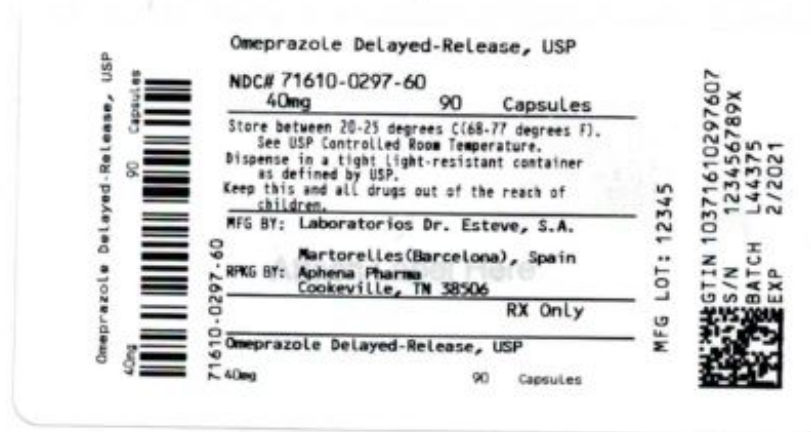 Omeprazole Delayed-Release, USP
NDC# 71610-0297-60
40mg 90 Capsules
Store between 20-25 degrees C(68-77 degrees F).
See USP Controlled Room Temperature.
Dispense in a tight light-resistant container
as defined by USP.
Keep this and all drugs out of the reach of
children.
MFG BY: Laboratorios Dr. Esteve, S.A.
Martorelles(Barcelona), Spain
RPKG BY: Aphena Pharma
Cookeville, TN 38506
RX Only
Omeprazole Delayed-Release, USP
40mg 90 Capsules
Omeprazole Delayed-Release, USP
40mg 90 Capsules
71610-0297-60
MFG LOT: 12345
GTIN 10371610297607
S/N 123456789X
BATCH L44375
EXP 2/2021